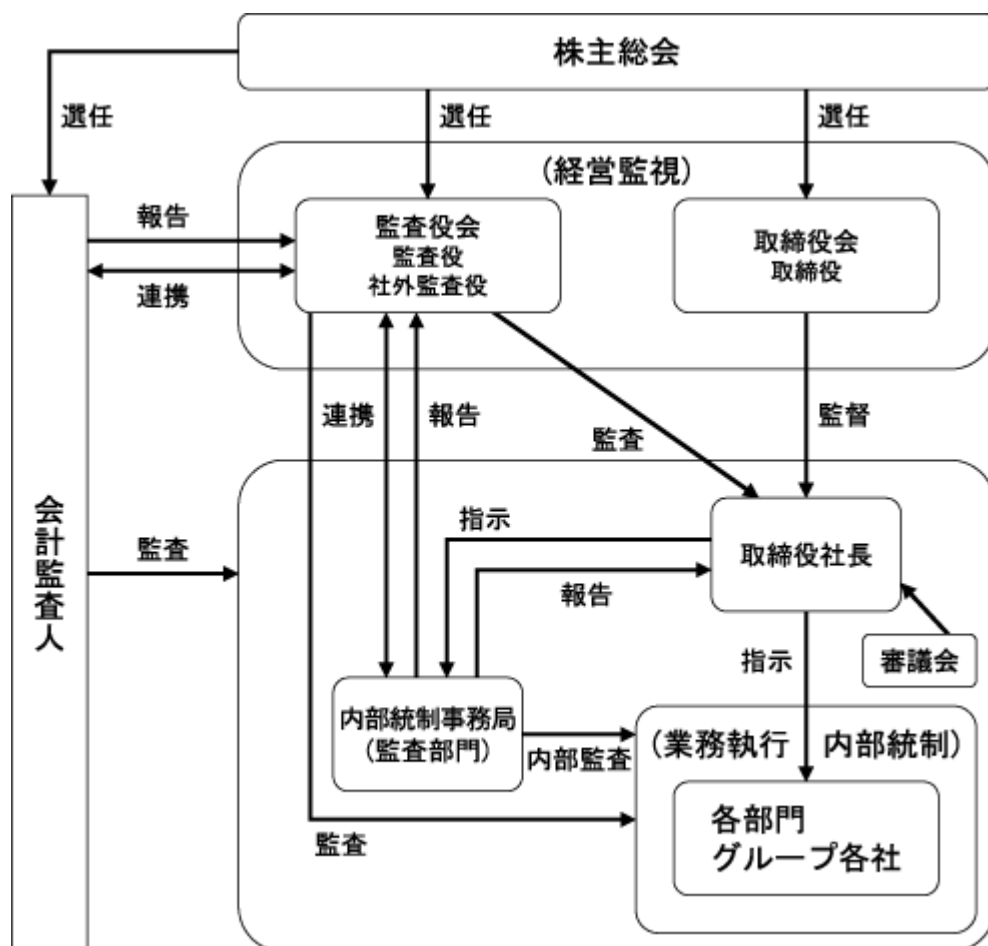 株主総会
選任
選任
選任
(経営監視)
報告
連携
監査役会
監査役
社外監査役
取締役会
取締役
連携
報告
監査
監督
会計監査人
監査
指示
報告
取締役社長
指示
審議会
内部統制事務局
(監査部門)
内部監査
(業務執行 内部統制)
監査
各部門
グループ各社